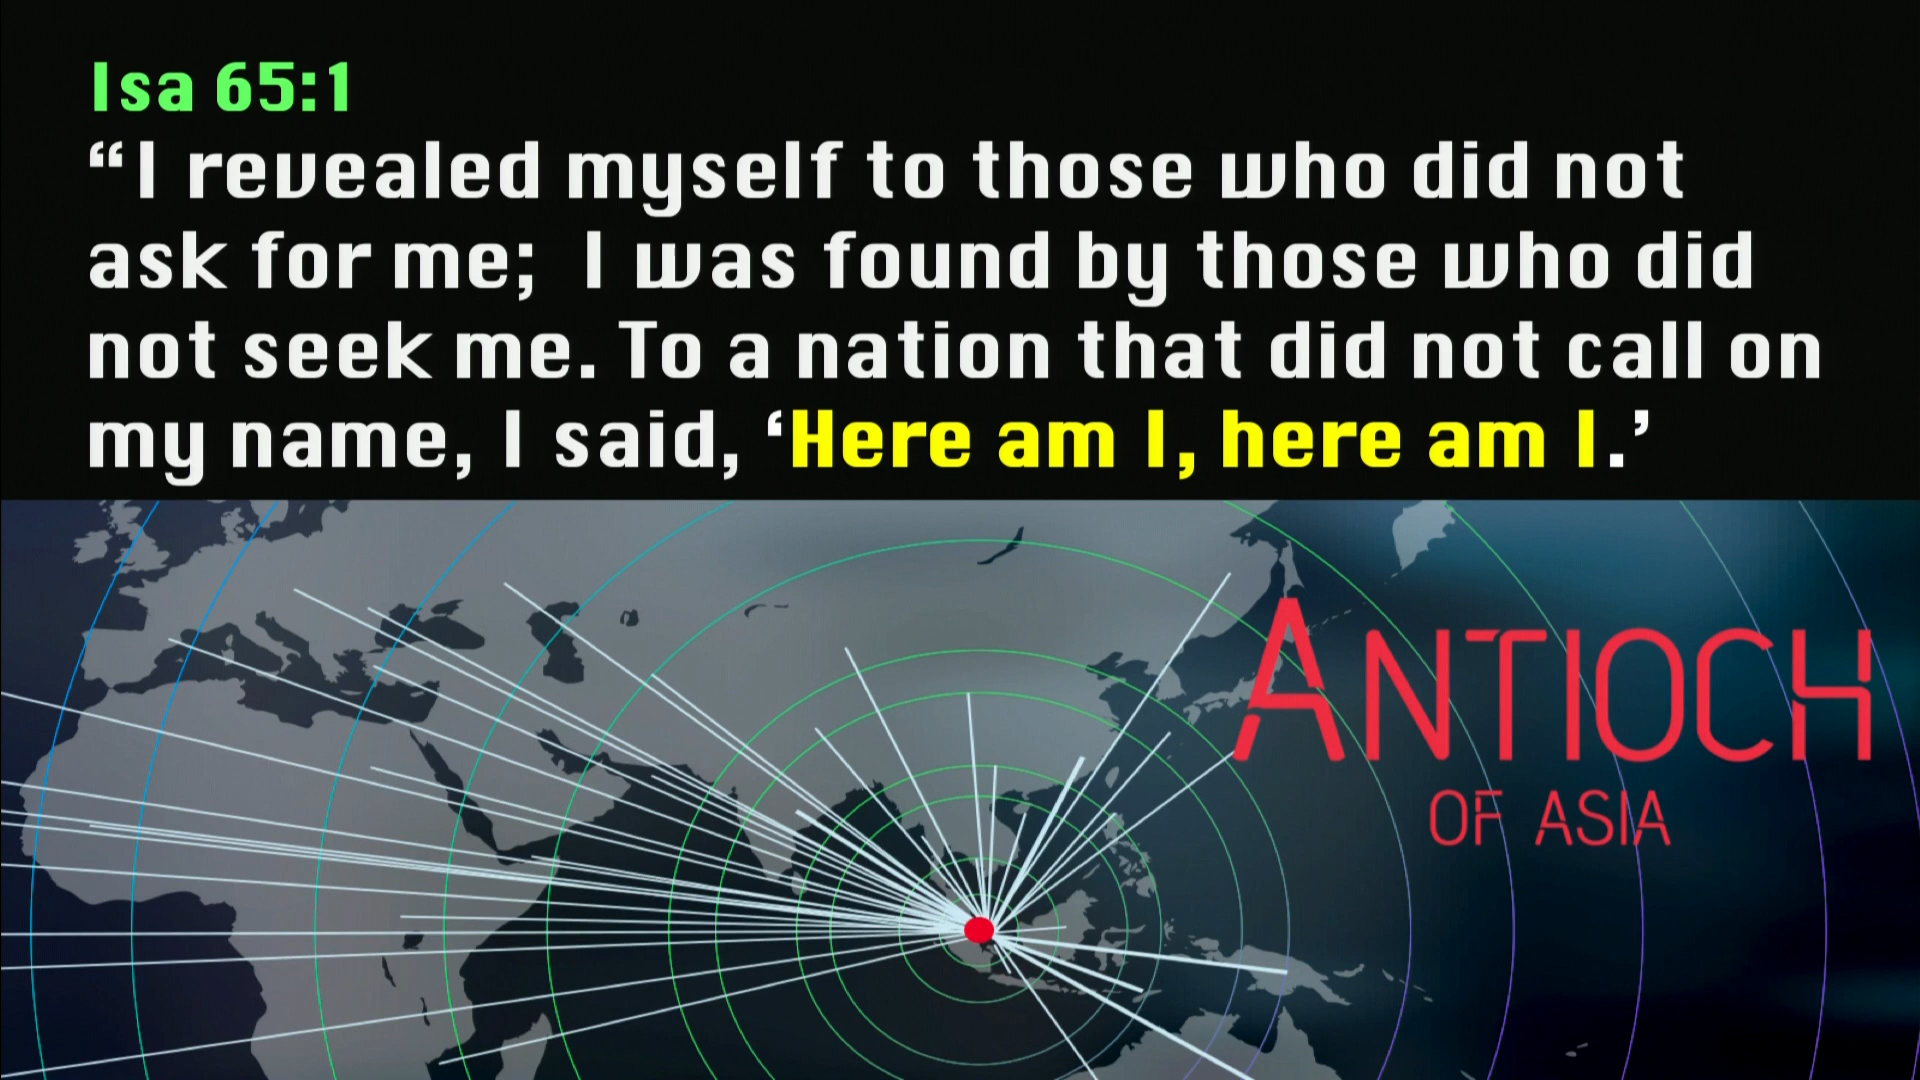 Isa 65:1
“I revealed myself to those who did not
ask for me;  I was found by those who did
not seek me. To a nation that did not call on
my name, I said, ‘Here am I, here am I.’
ANTIOCH
OF ASIA